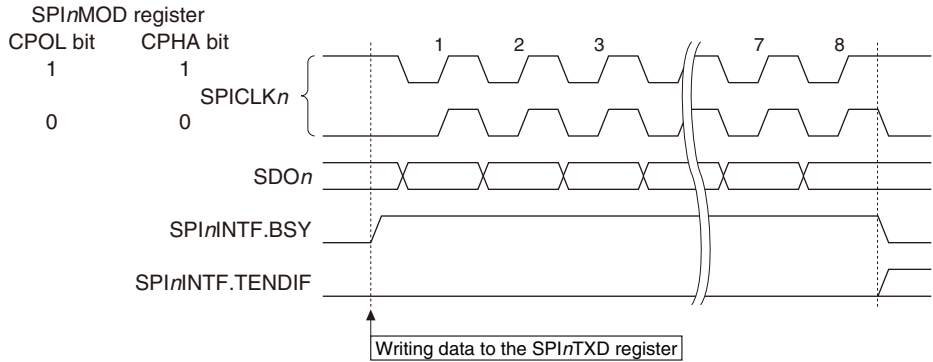 SPInMOD register
CPOL bit CPHA bit
1 1
0 0
SPICLKn
1 2 3 7 8
SDOn
SPInINTF.BSY
SPInINTF.TENDIF
Writing data to the SPInTXD register